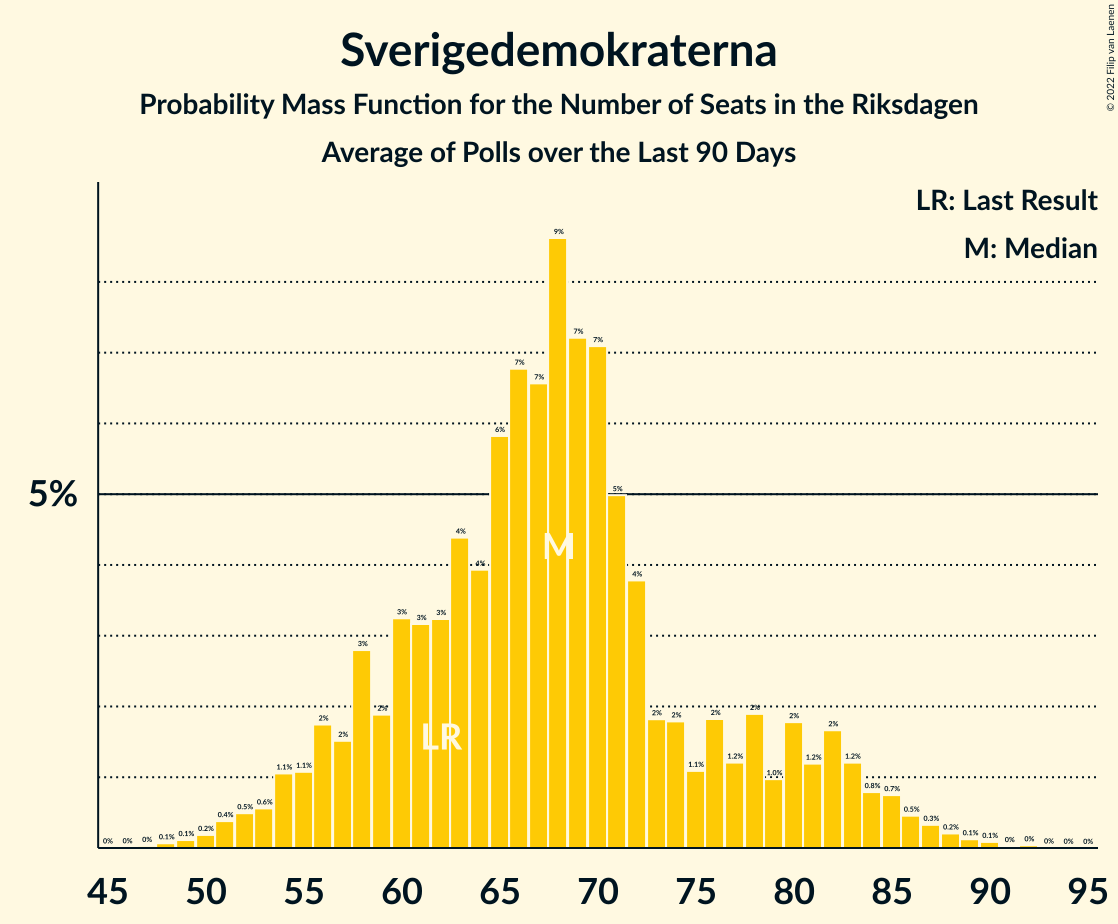 Sverigedemokraterna
Probability Mass Function for the Number of Seats in the Riksdagen
Average of Polls over the Last 90 Days
© 2022 Filip van Laenen
LR: Last Result
M: Median
5%
0% 0% 0% 0.1% 0.1% 0.2% 0.4% 0.5% 0.6% 1.1% 1.1% 2% 2% 3% 2% 3% 3% 3% 4% 4% 6% 7% 7% 9% 7% 7% 5% 4% 2% 2% 1.1% 2% 1.2% 2% 1.0% 2% 1.2% 2% 1.2% 0.8% 0.7% 0.5% 0.3% 0.2% 0.1% 0.1% 0% 0% 0% 0% 0%
M
LR
45 50 55 60 65 70 75 80 85 90 95